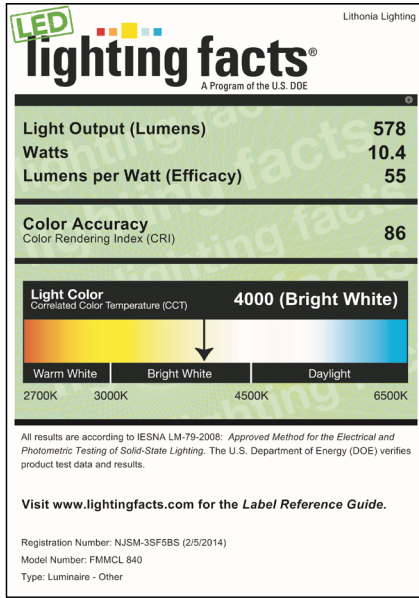 Lithonia Lighting
LED
lighting facts®
A Program of the U.S. DOE
Light Output (Lumens) 578
Watts 10.4
Lumens per Watt (Efficacy) 55
Color Accuracy
Color Rendering Index (CRI) 86
Light Color
Correlated Color Temperature (CCT) 4000 (Bright White)
Warm White Bright White Daylight
2700K 3000K 4500K 6500K
All results are according to IESNA LM-79-2008: Approved Method for the Electrical and
Photometric Testing of Solid-State Lighting. The U.S. Department of Energy (DOE) verifies
product test data and results.
Visit www.lightingfacts.com for the Label Reference Guide.
Registration Number: NJSM-3SF5BS (2/5/2014)
Model Number: FMMCL 840
Type: Luminaire - Other